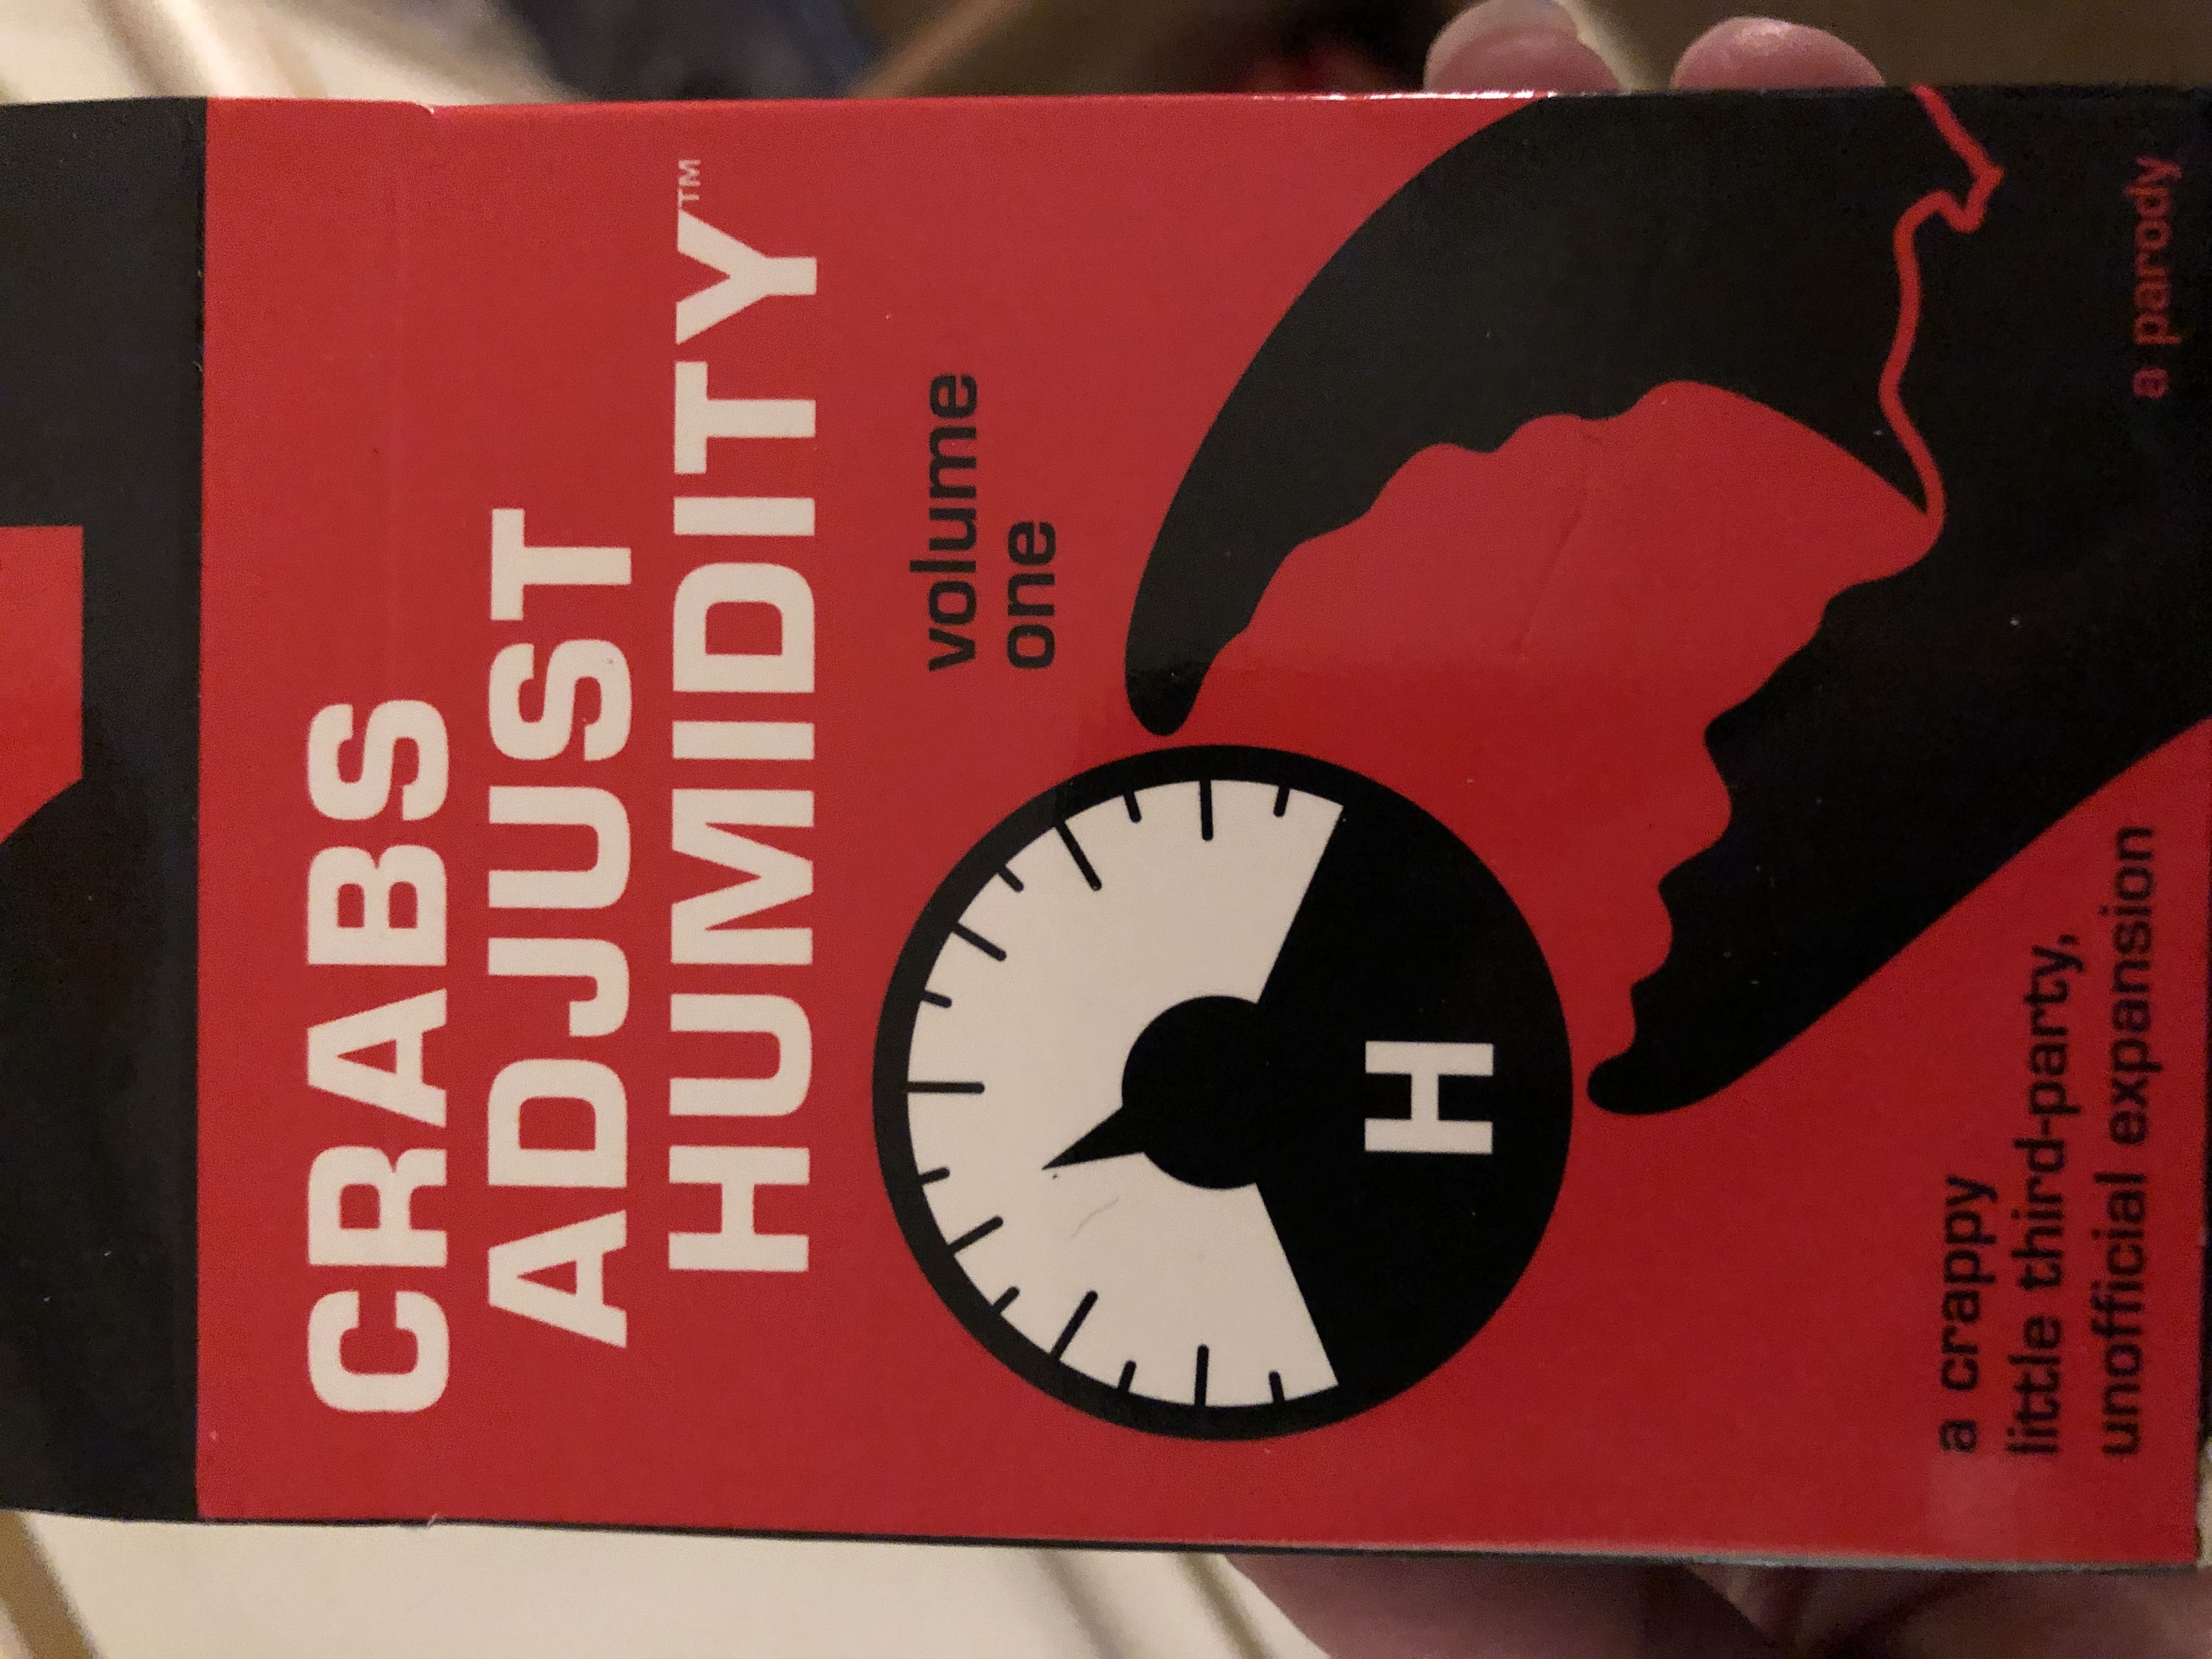 CRABS
ADJUST
HUMIDITY™
volume
one
H
a crappy
little third-party,
unofficial expansion
a parody